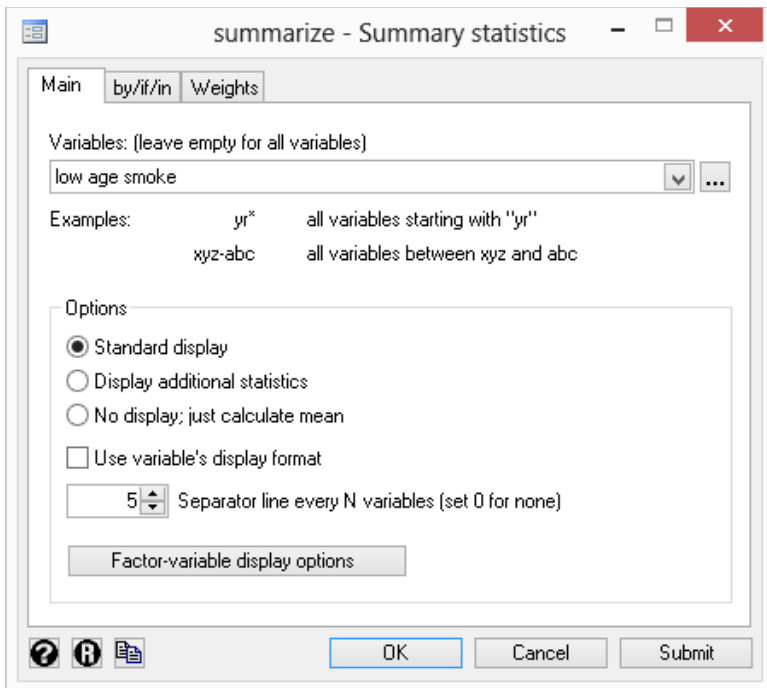 summarize - Summary statistics
Main by/if/in Weights
Variables: (leave empty for all variables)
low age smoke ...
Examples: yr* all variables starting with "yr"
xyz-abc all variables between xyz and abc
Options
Standard display
Display additional statistics
No display; just calculate mean
Use variable's display format
5 Separator line every N variables (set 0 for none)
Factor-variable display options
? R OK Cancel Submit